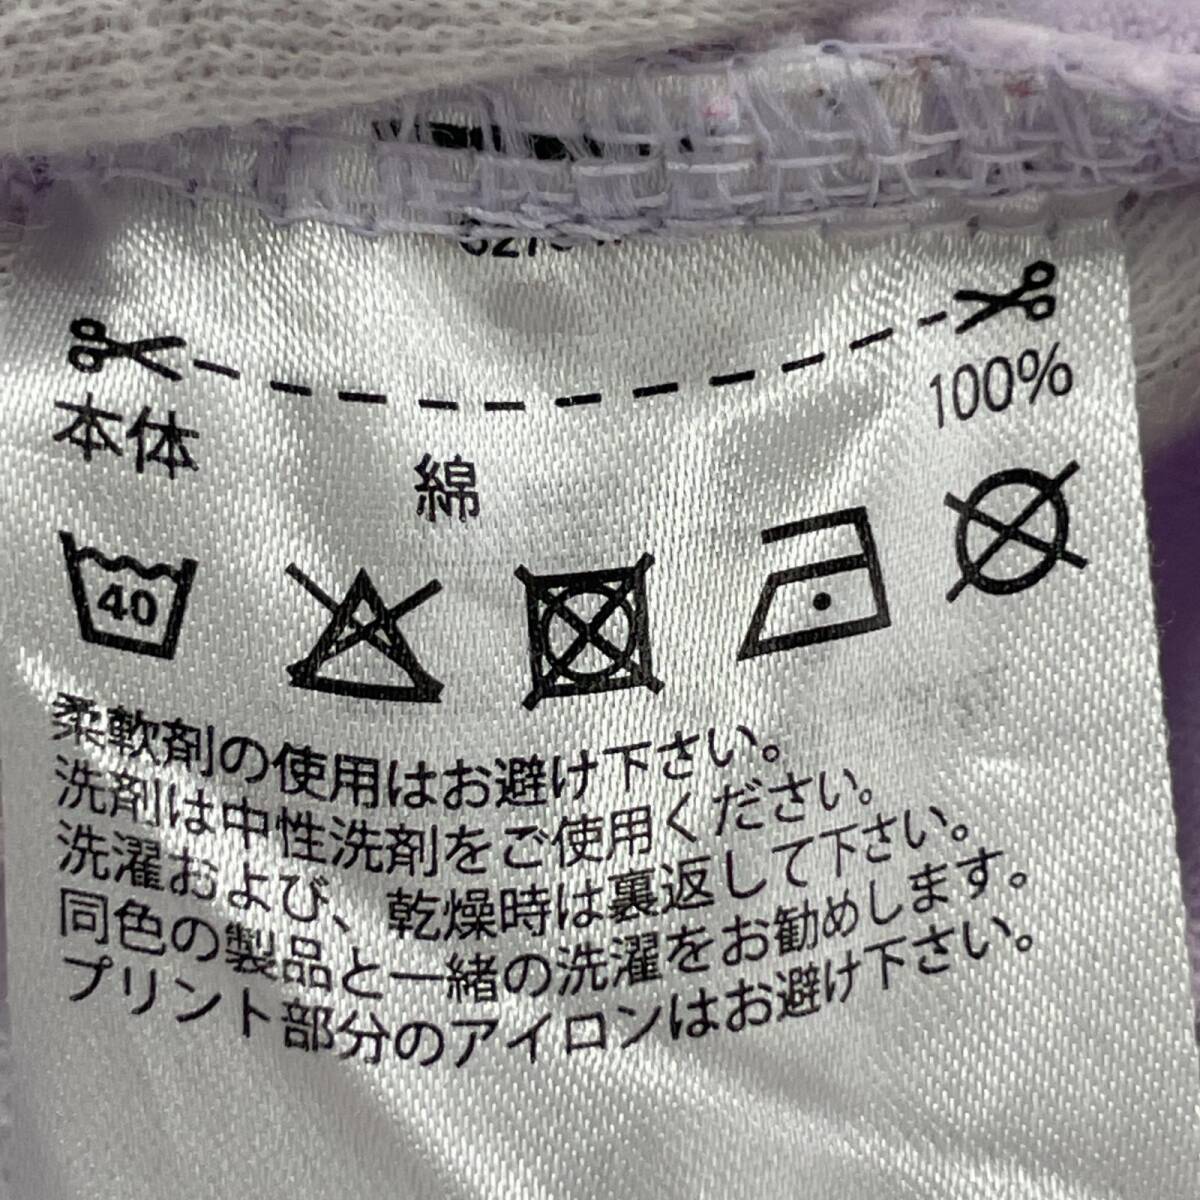 本体 綿 100%
40
柔軟剤の使用はお避け下さい。
洗剤は中性洗剤をご使用ください。
洗濯および、乾燥時は裏返して下さい。
同色の製品と一緒の洗濯をお勧めします。
プリント部分のアイロンはお避け下さい。